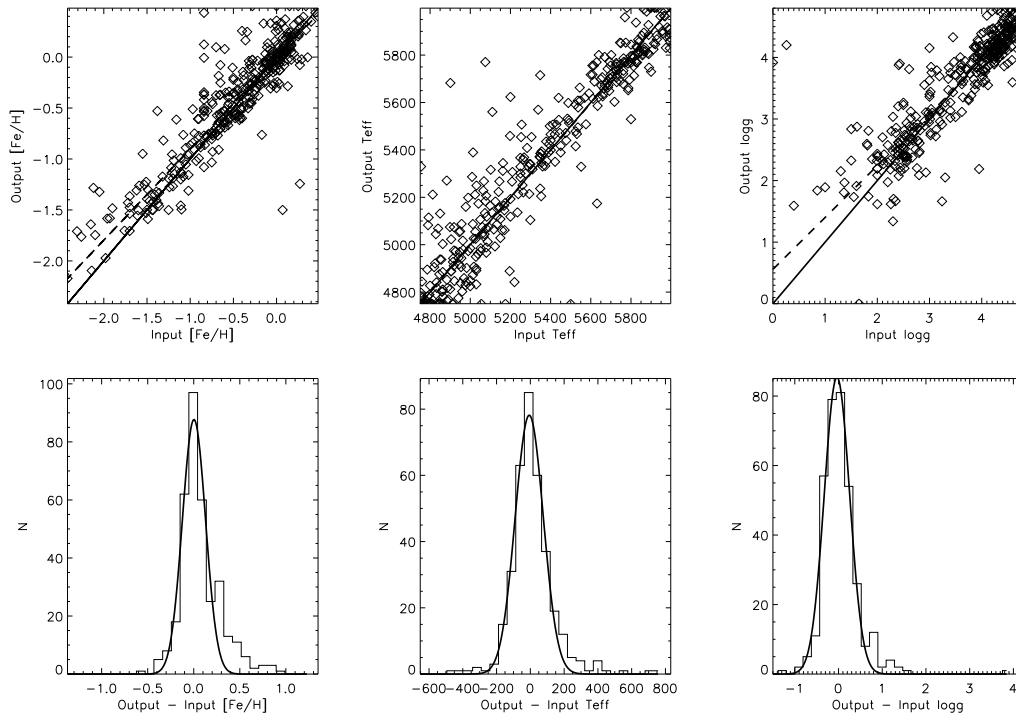 0.0
-0.5
-1.0
-1.5
-2.0
Output [Fe/H]
-2.0 -1.5 -1.0 -0.5 0.0
Input [Fe/H]
5800
5600
5400
5200
5000
4800
Output Teff
4800 5000 5200 5400 5600 5800
Input Teff
4
3
2
1
0
Output logg
0 1 2 3 4
Input logg
100
80
60
40
20
0
N
-1.0 -0.5 0.0 0.5 1.0
Output - Input [Fe/H]
80
60
40
20
0
N
-600 -400 -200 0 200 400 600 800
Output - Input Teff
80
60
40
20
0
N
-1 0 1 2 3 4
Output - Input logg